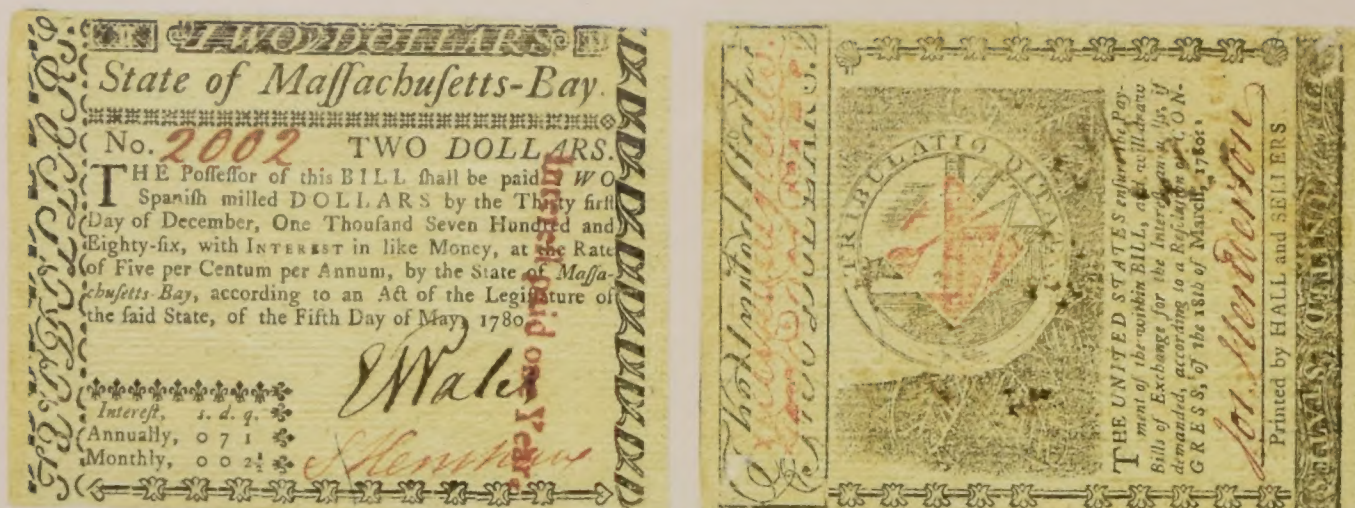 TWO DOLLARS
State of Maſſachuſetts-Bay.
No. 2002 TWO DOLLARS.
THE Poſſeſſor of this BILL ſhall be paid TWO
Spaniſh milled DOLLARS by the Thirty firſt
Day of December, One Thouſand Seven Hundred and
Eighty-ſix, with INTEREST in like Money, at the Rate
of Five per Centum per Annum, by the State of Maſſa-
chuſetts-Bay, according to an Act of the Legiſlature of
the ſaid State, of the Fifth Day of May, 1780
Intereſt, s. d. q.
Annually, 0 7 1
Monthly, 0 0 2½
Intereſt paid one Year.
TRIBULATIO DITAT
THE UNITED STATES enſure the Pay-
ment of the within BILL, and will draw
Bills of Exchange for the Intereſt annually, if
demanded, according to a Reſolution of CON-
GRESS, of the 18th of March, 1780.
Printed by HALL and SELLERS